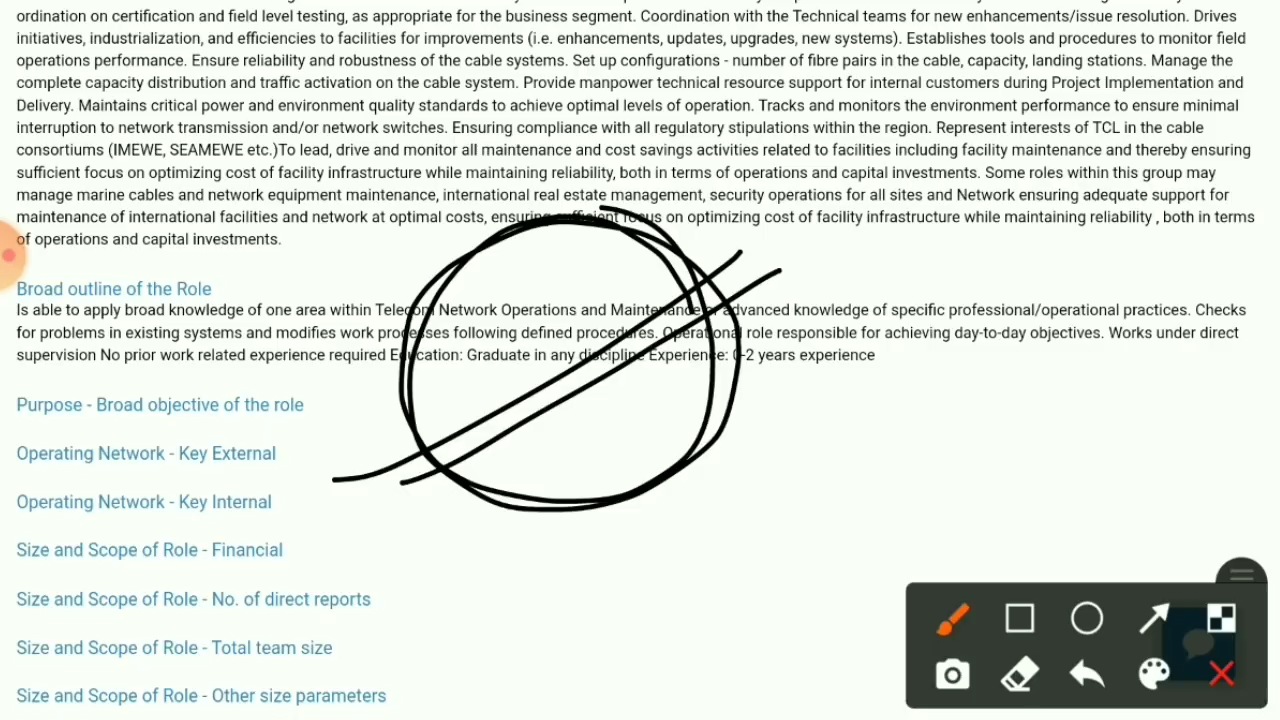 ordination on certification and field level testing, as appropriate for the business segment. Coordination with the Technical teams for new enhancements/issue resolution. Drives
initiatives, industrialization, and efficiencies to facilities for improvements (i.e. enhancements, updates, upgrades, new systems). Establishes tools and procedures to monitor field
operations performance. Ensure reliability and robustness of the cable systems. Set up configurations - number of fibre pairs in the cable, capacity, landing stations. Manage the
complete capacity distribution and traffic activation on the cable system. Provide manpower technical resource support for internal customers during Project Implementation and
Delivery. Maintains critical power and environment quality standards to achieve optimal levels of operation. Tracks and monitors the environment performance to ensure minimal
interruption to network transmission and/or network switches. Ensuring compliance with all regulatory stipulations within the region. Represent interests of TCL in the cable
consortiums (IMEWE, SEAMEWE etc.)To lead, drive and monitor all maintenance and cost savings activities related to facilities including facility maintenance and thereby ensuring
sufficient focus on optimizing cost of facility infrastructure while maintaining reliability, both in terms of operations and capital investments. Some roles within this group may
manage marine cables and network equipment maintenance, international real estate management, security operations for all sites and Network ensuring adequate support for
maintenance of international facilities and network at optimal costs, ensuring sufficient focus on optimizing cost of facility infrastructure while maintaining reliability , both in terms
of operations and capital investments.
Broad outline of the Role
Is able to apply broad knowledge of one area within Telecom Network Operations and Maintenance advanced knowledge of specific professional/operational practices. Checks
for problems in existing systems and modifies work processes following defined procedures. Operational role responsible for achieving day-to-day objectives. Works under direct
supervision No prior work related experience required Education: Graduate in any discipline Experience: 0-2 years experience
Purpose - Broad objective of the role
Operating Network - Key External
Operating Network - Key Internal
Size and Scope of Role - Financial
Size and Scope of Role - No. of direct reports
Size and Scope of Role - Total team size
Size and Scope of Role - Other size parameters